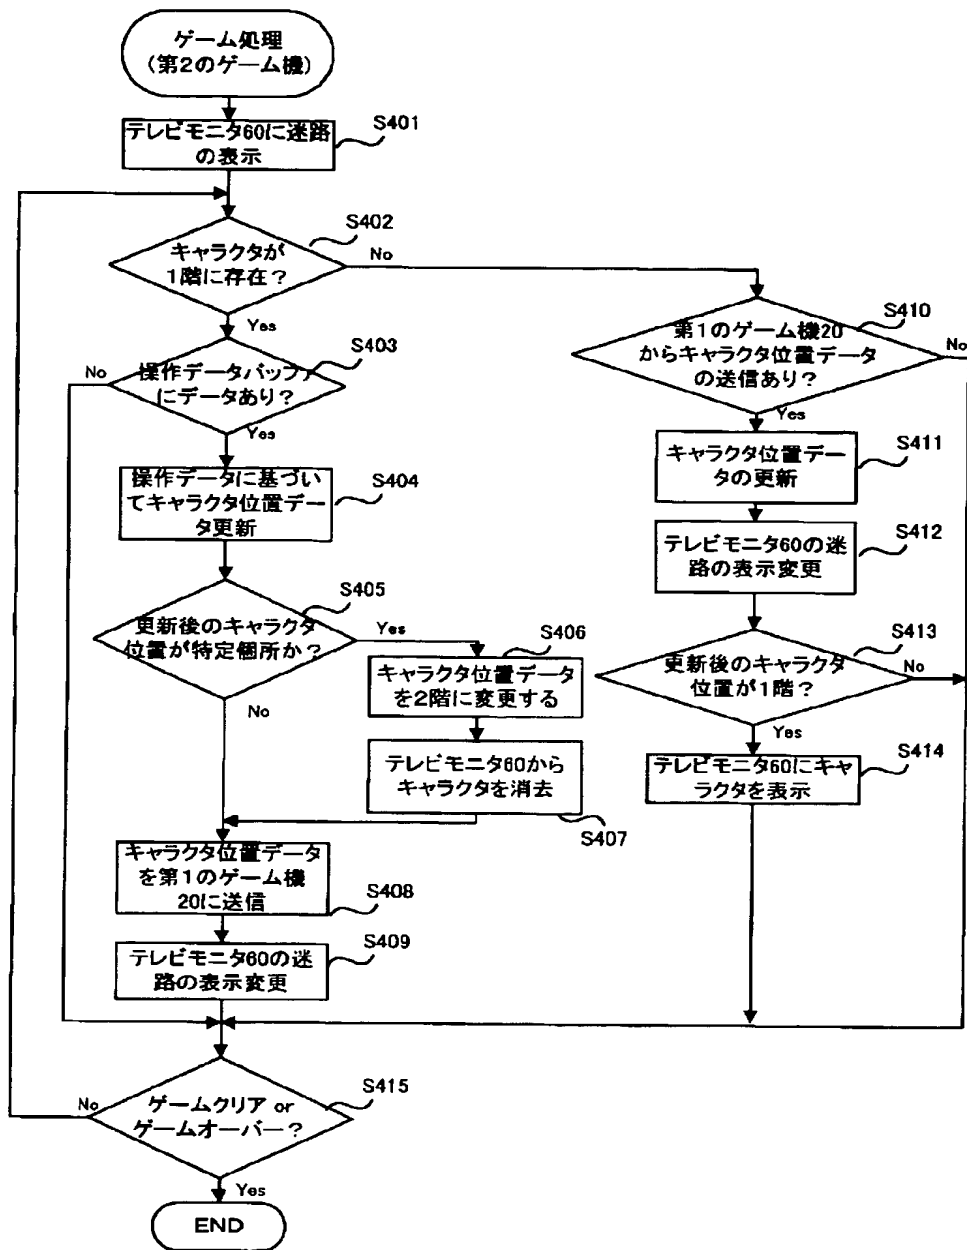 ゲーム処理
(第2のゲーム機)
テレビモニタ60に迷路
の表示
S401
キャラクタが
1階に存在？
S402
No
Yes
操作データバッファ
にデータあり？
S403
No
Yes
操作データに基づい
てキャラクタ位置デー
タ更新
S404
更新後のキャラクタ
位置が特定個所か？
S405
Yes
No
キャラクタ位置データ
を2階に変更する
S406
テレビモニタ60から
キャラクタを消去
S407
キャラクタ位置データ
を第1のゲーム機
20に送信
S408
テレビモニタ60の迷
路の表示変更
S409
第1のゲーム機20
からキャラクタ位置データ
の送信あり？
S410
No
Yes
キャラクタ位置デー
タの更新
S411
テレビモニタ60の迷
路の表示変更
S412
更新後のキャラクタ
位置が1階？
S413
No
Yes
テレビモニタ60にキャ
ラクタを表示
S414
ゲームクリア or
ゲームオーバー？
S415
No
Yes
END